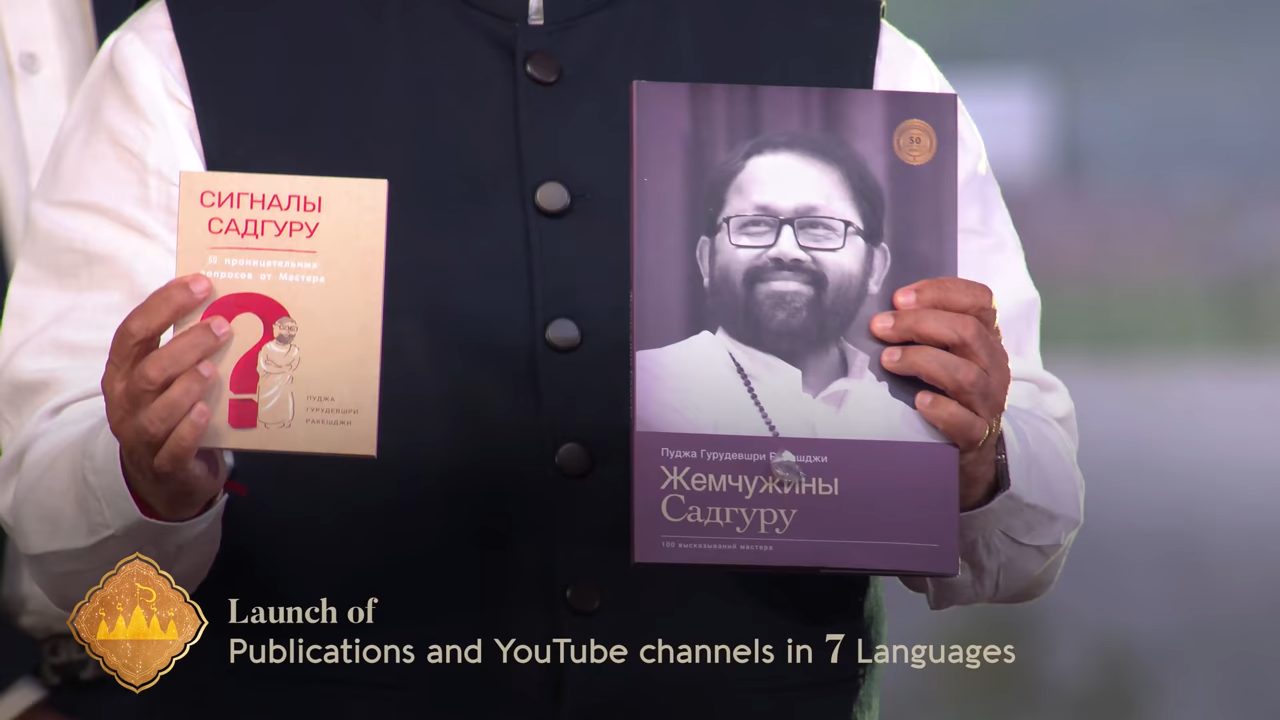 СИГНАЛЫ
САДГУРУ
50 проницательных
вопросов от Мастера
?
ПУДЖА
ГУРУДЕВШРИ
РАКЕШДЖИ
50
Пуджа Гурудевши
Жемчужины
Садгуру
100 высказываний мастера
Launch of
Publications and YouTube channels in 7 Languages